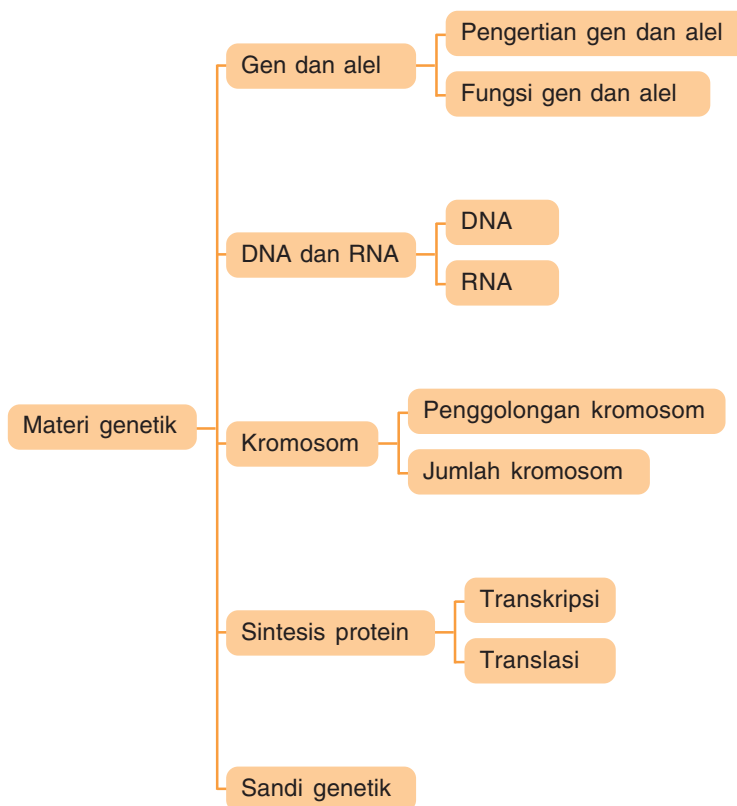 Pengertian gen dan alel
Gen dan alel
Fungsi gen dan alel
DNA
DNA dan RNA
RNA
Penggolongan kromosom
Materi genetik
Kromosom
Jumlah kromosom
Transkripsi
Sintesis protein
Translasi
Sandi genetik